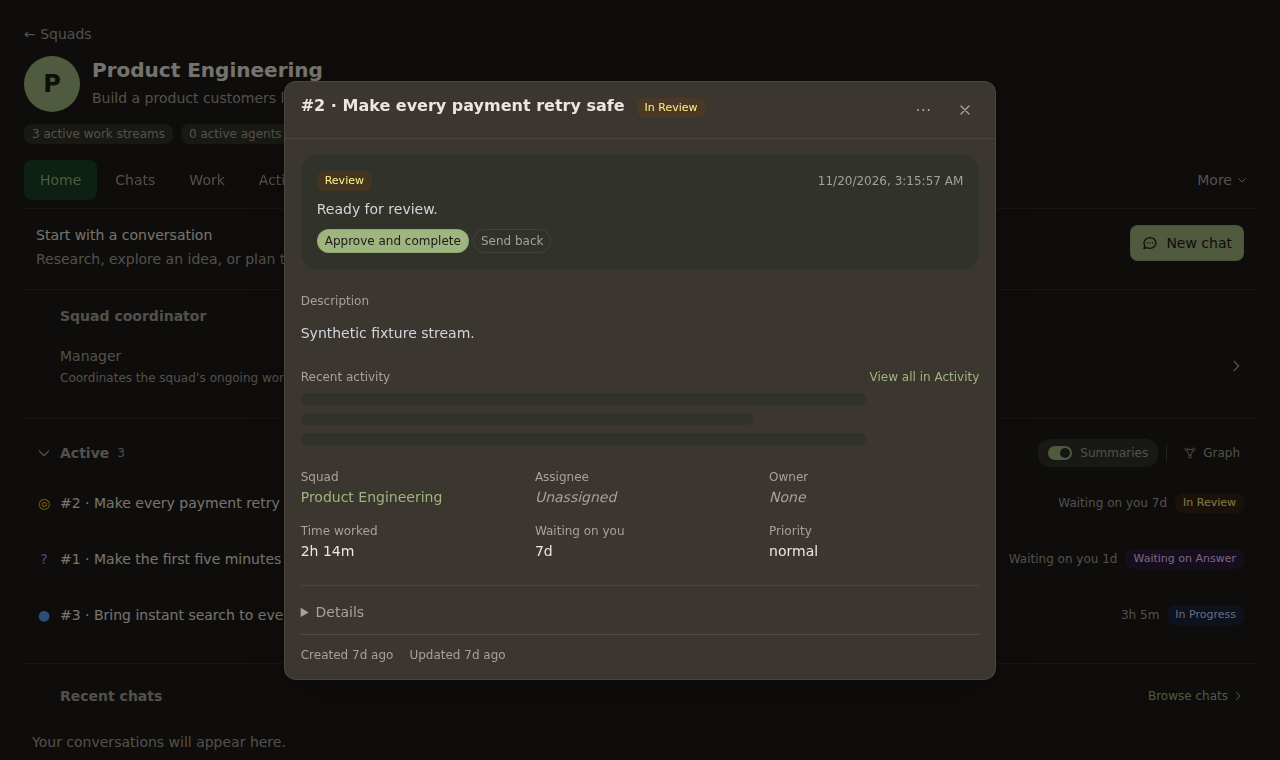 ← Squads
P
Product Engineering
Build a product customers
3 active work streams
0 active agents
Home
Chats
Work
More
Start with a conversation
Research, explore an idea, or plan
New chat
Squad coordinator
Manager
Coordinates the squad’s ongoing
Active 3
Summaries
Graph
◎ #2 · Make every payment retry
Waiting on you 7d
In Review
? #1 · Make the first five minutes
Waiting on you 1d
Waiting on Answer
#3 · Bring instant search to
3h 5m
In Progress
Recent chats
Browse chats
Your conversations will appear here.
#2 · Make every payment retry safe
In Review
Review
11/20/2026, 3:15:57 AM
Ready for review.
Approve and complete
Send back
Description
Synthetic fixture stream.
Recent activity
View all in Activity
Squad
Assignee
Owner
Product Engineering
Unassigned
None
Time worked
Waiting on you
Priority
2h 14m
7d
normal
Details
Created 7d ago
Updated 7d ago